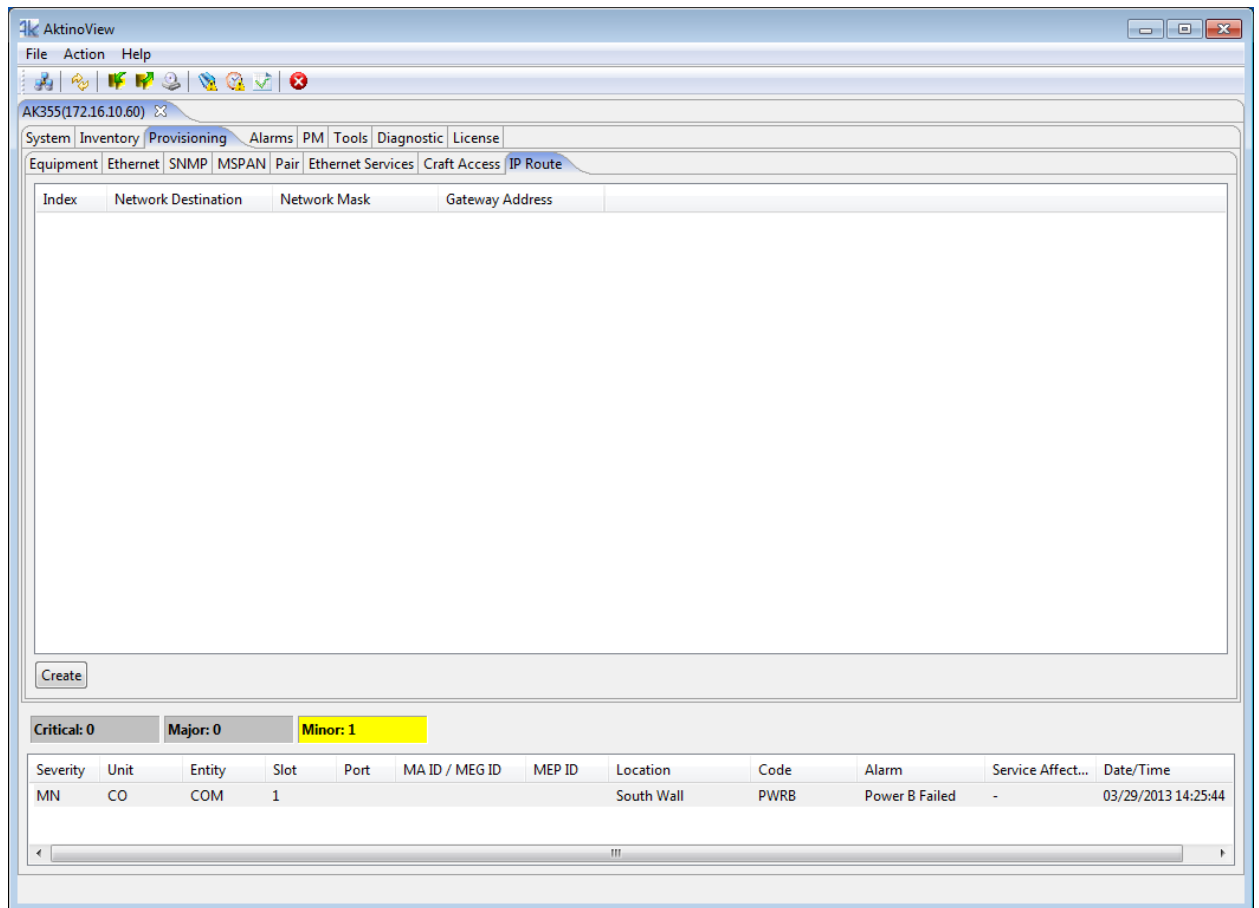 AktinoView
File Action Help
AK355(172.16.10.60)
System Inventory Provisioning Alarms PM Tools Diagnostic License
Equipment Ethernet SNMP MSPAN Pair Ethernet Services Craft Access IP Route
Index Network Destination Network Mask Gateway Address
Create
Critical: 0 Major: 0 Minor: 1
Severity Unit Entity Slot Port MA ID / MEG ID MEP ID Location Code Alarm Service Affect... Date/Time
MN CO COM 1 South Wall PWRB Power B Failed - 03/29/2013 14:25:44